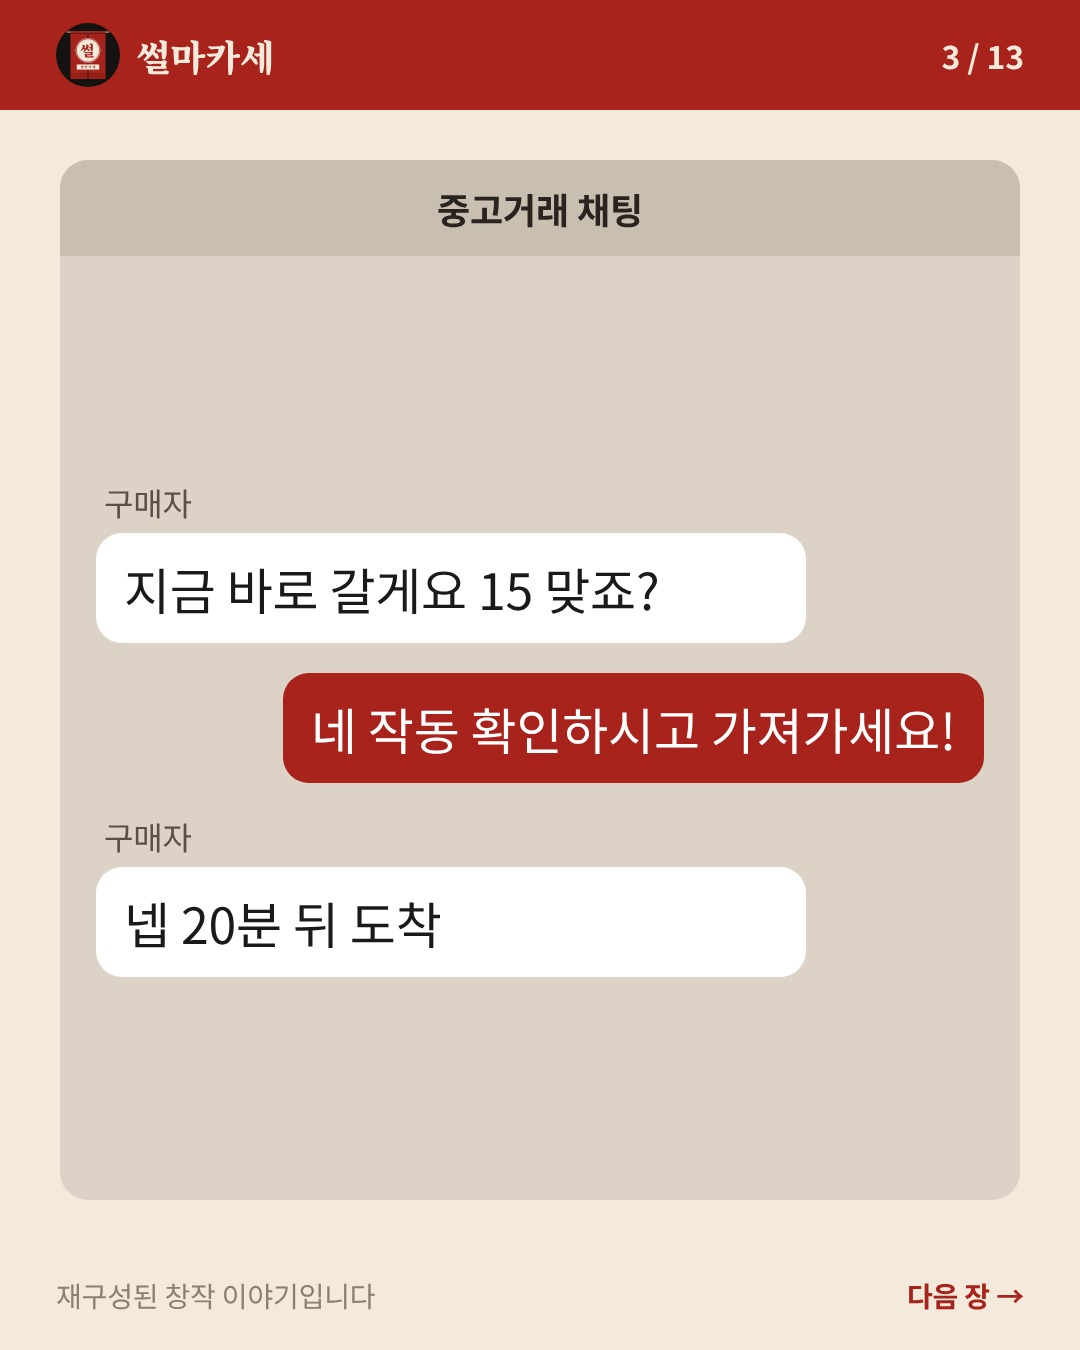 썰
썰마카세
3 / 13
중고거래 채팅
구매자
지금 바로 갈게요 15 맞죠?
네 작동 확인하시고 가져가세요!
구매자
넵 20분 뒤 도착
재구성된 창작 이야기입니다
다음 장 →